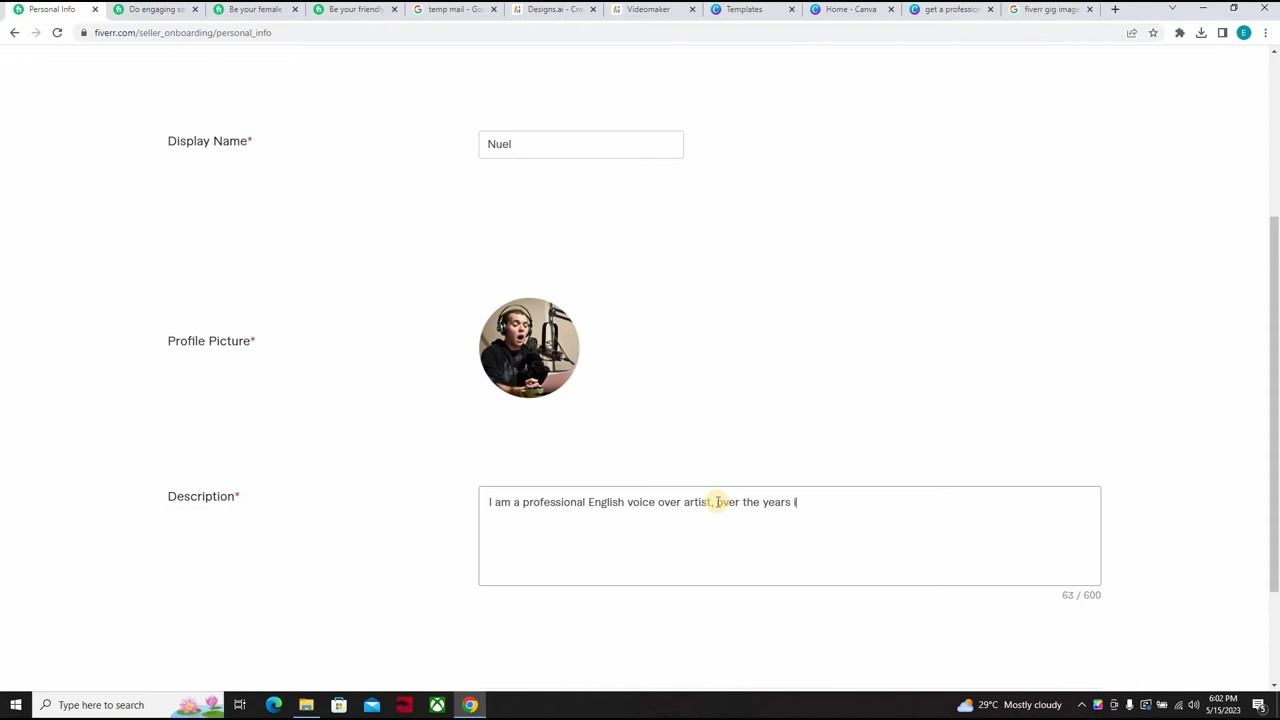 Personal Info
Do engaging se
Be your female
Be your friendly
temp mail - Goo
Designs.ai - Cre
Videomaker
Templates
Home - Canva
get a profession
fiverr gig image
fiverr.com/seller_onboarding/personal_info
E
Display Name*
Nuel
Profile Picture*
Description*
I am a professional English voice over artist, over the years i
63 / 600
Type here to search
29°C Mostly cloudy
6:02 PM
5/15/2023